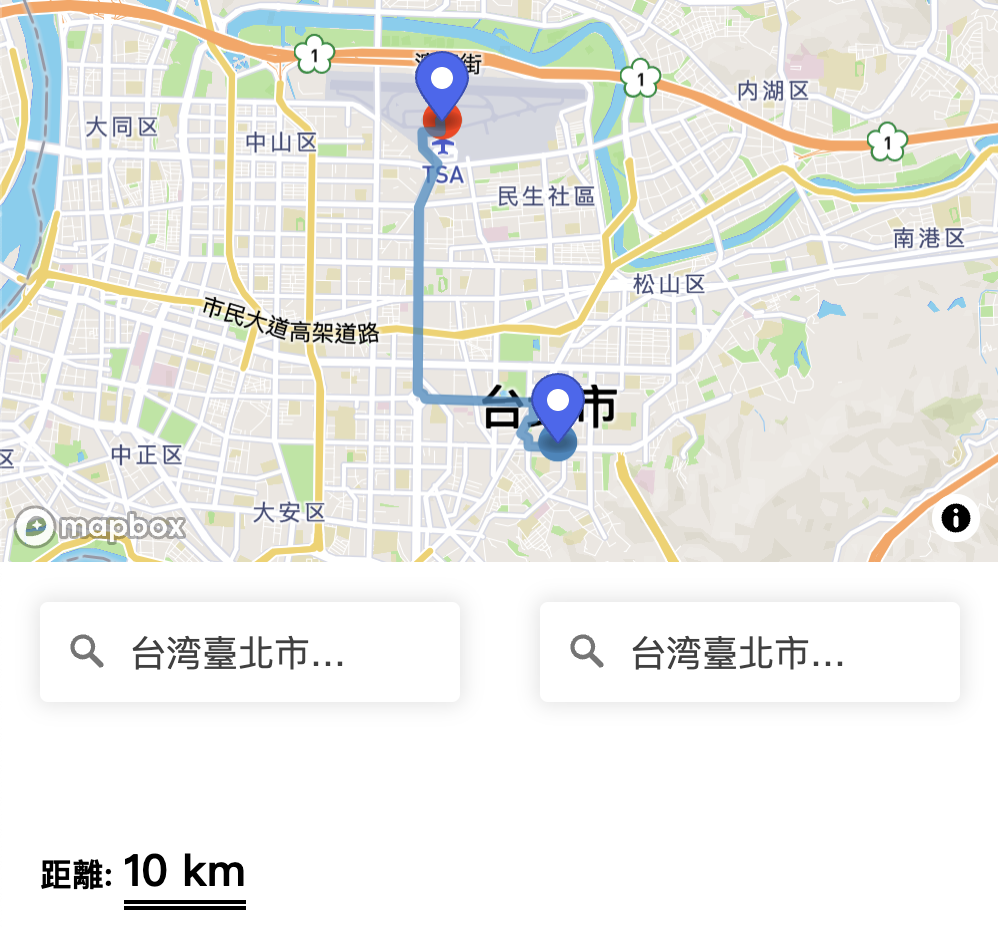 街
1
1
内湖区
1
大同区
中山区
TSA
民生社區
南港区
松山区
市民大道高架道路
台
市
中正区
区
大安区
mapbox
台湾臺北市...
台湾臺北市...
距離: 10 km